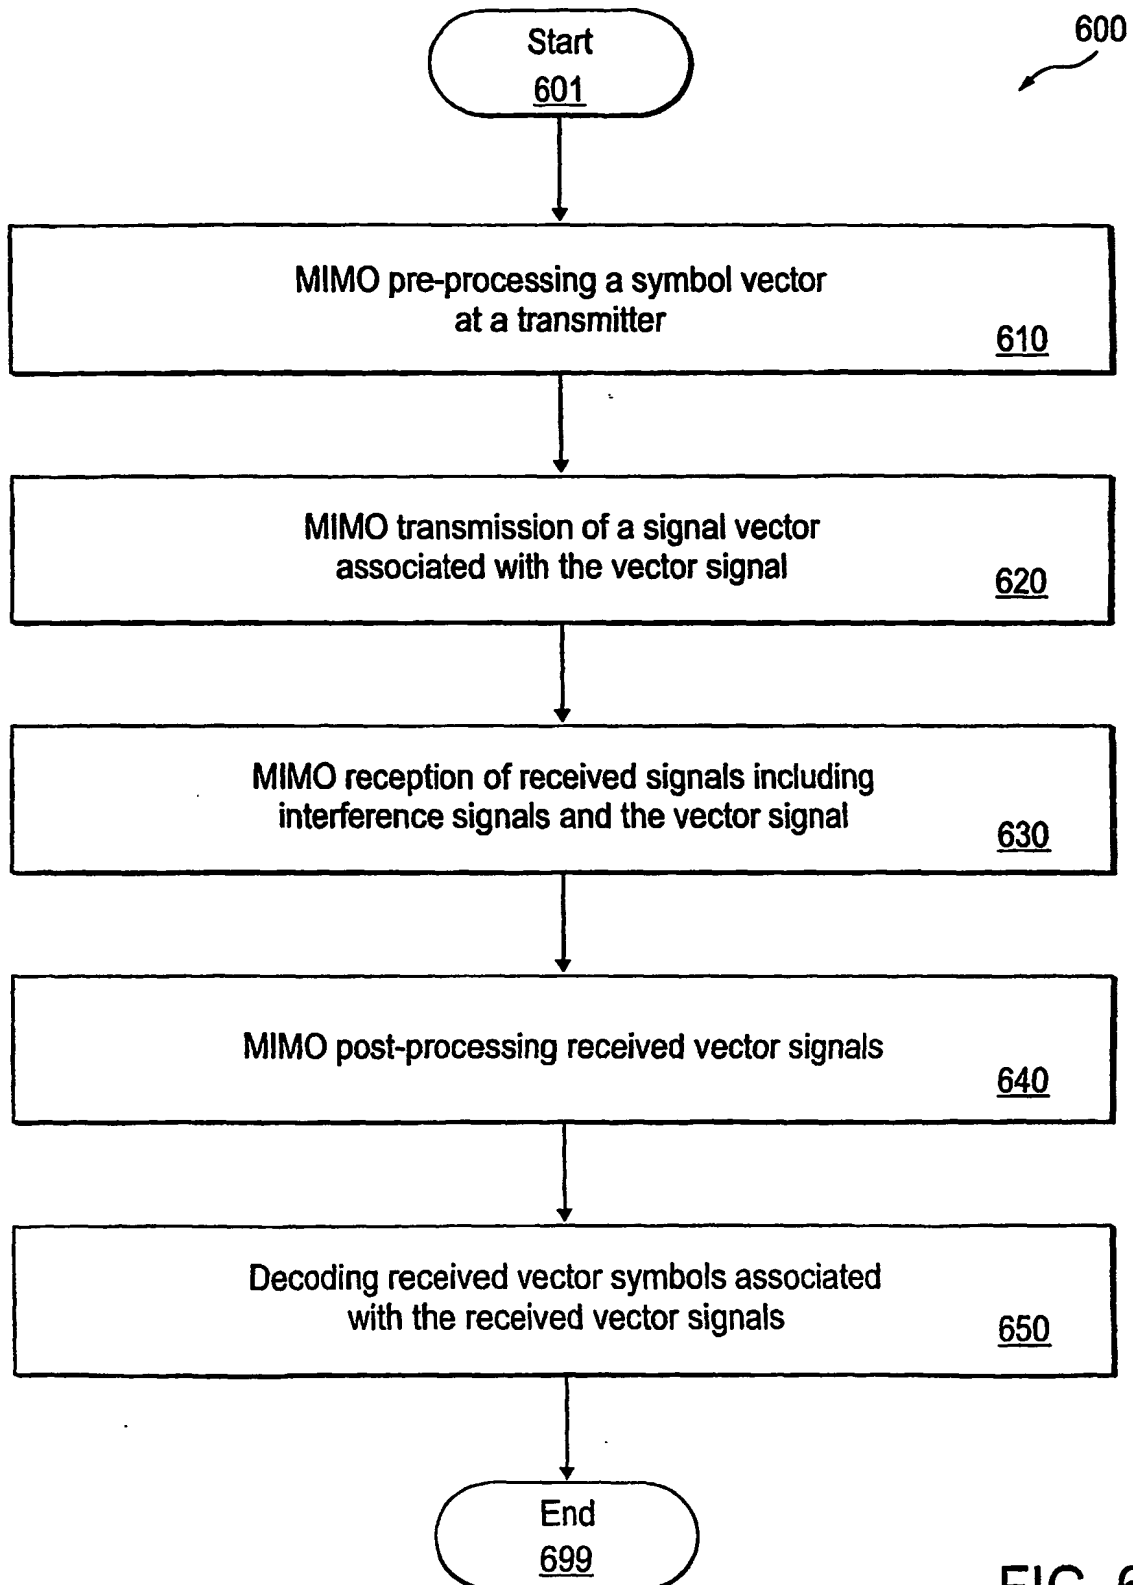 Start
601
600
MIMO pre-processing a symbol vector
at a transmitter
610
MIMO transmission of a signal vector
associated with the vector signal
620
MIMO reception of received signals including
interference signals and the vector signal
630
MIMO post-processing received vector signals
640
Decoding received vector symbols associated
with the received vector signals
650
End
699
FIG. 6